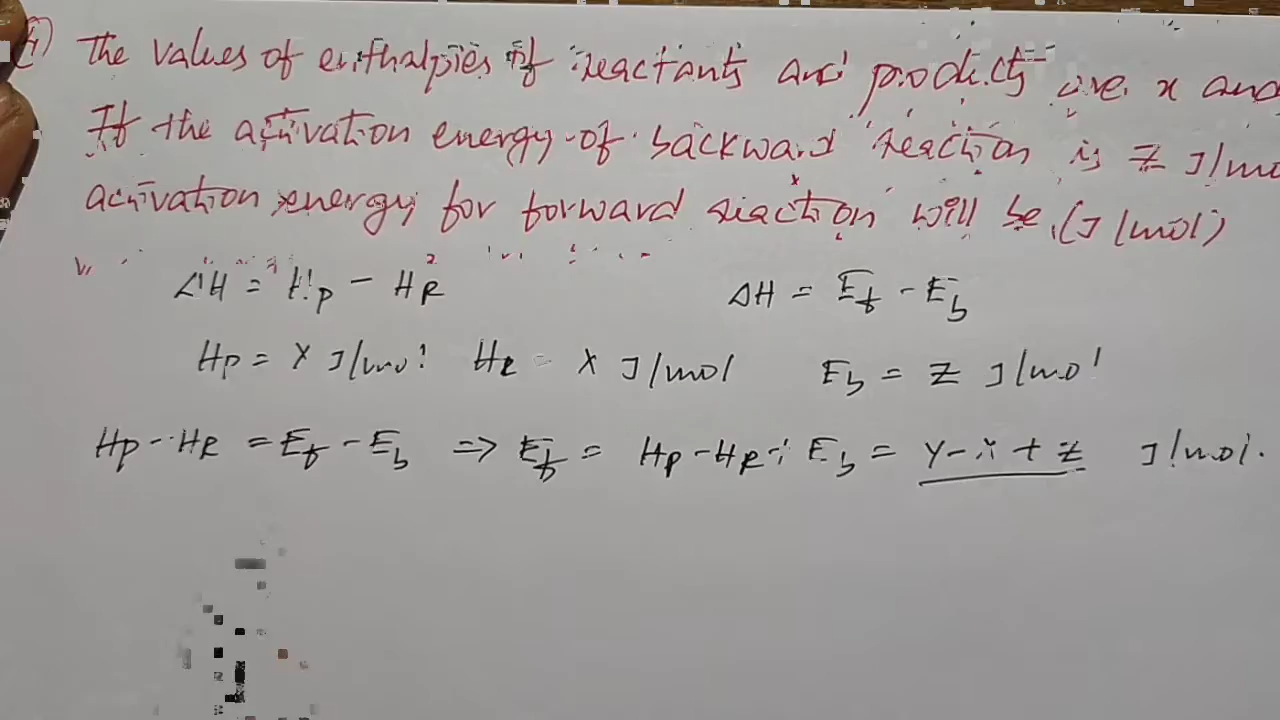 4) The values of enthalpies of reactants and products are x and
If the activation energy of backward reaction is Z J/mo
activation energy for forward reaction will be (J/mol)
ΔH = Hp - HR ΔH = Ef - Eb
Hp = X J/mol HR = X J/mol Eb = Z J/mol
Hp - HR = Ef - Eb ⇒ Ef = Hp - HR + Eb = Y - X + Z J/mol.